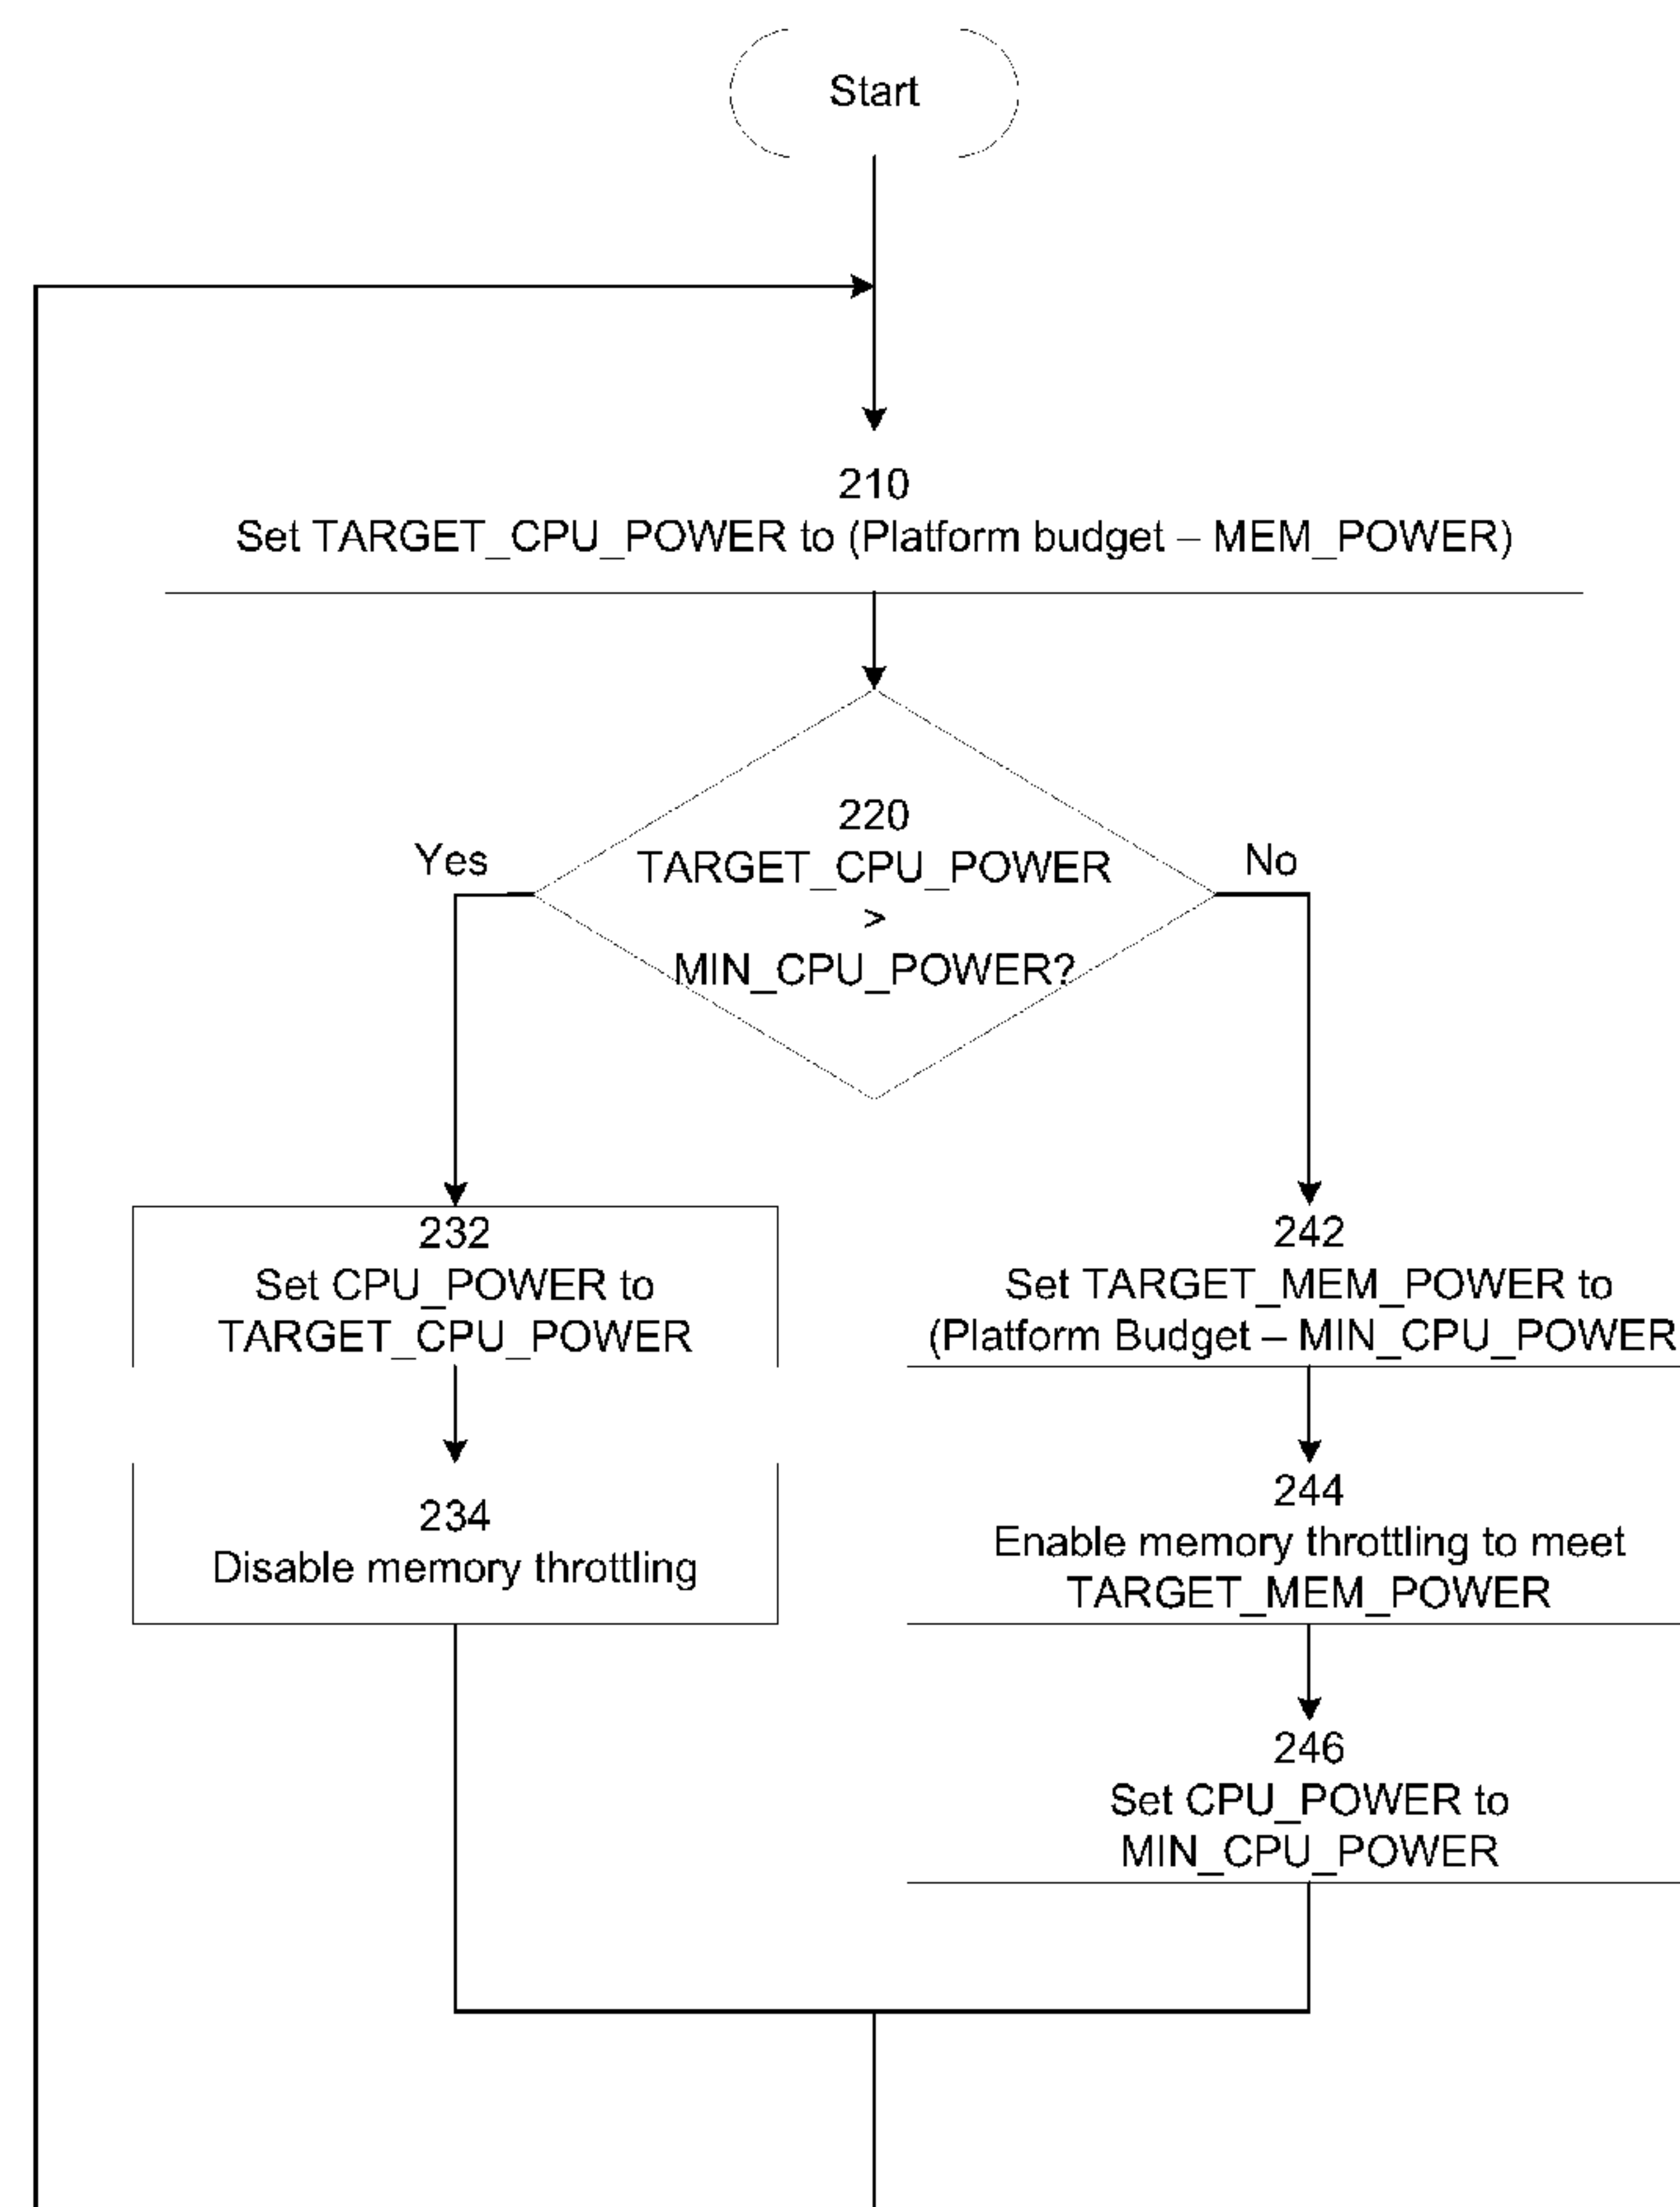 Start
210
Set TARGET_CPU_POWER to (Platform budget – MEM_POWER)
220
TARGET_CPU_POWER
>
MIN_CPU_POWER?
Yes
No
232
Set CPU_POWER to
TARGET_CPU_POWER
242
Set TARGET_MEM_POWER to
(Platform Budget – MIN_CPU_POWER
234
Disable memory throttling
244
Enable memory throttling to meet
TARGET_MEM_POWER
246
Set CPU_POWER to
MIN_CPU_POWER